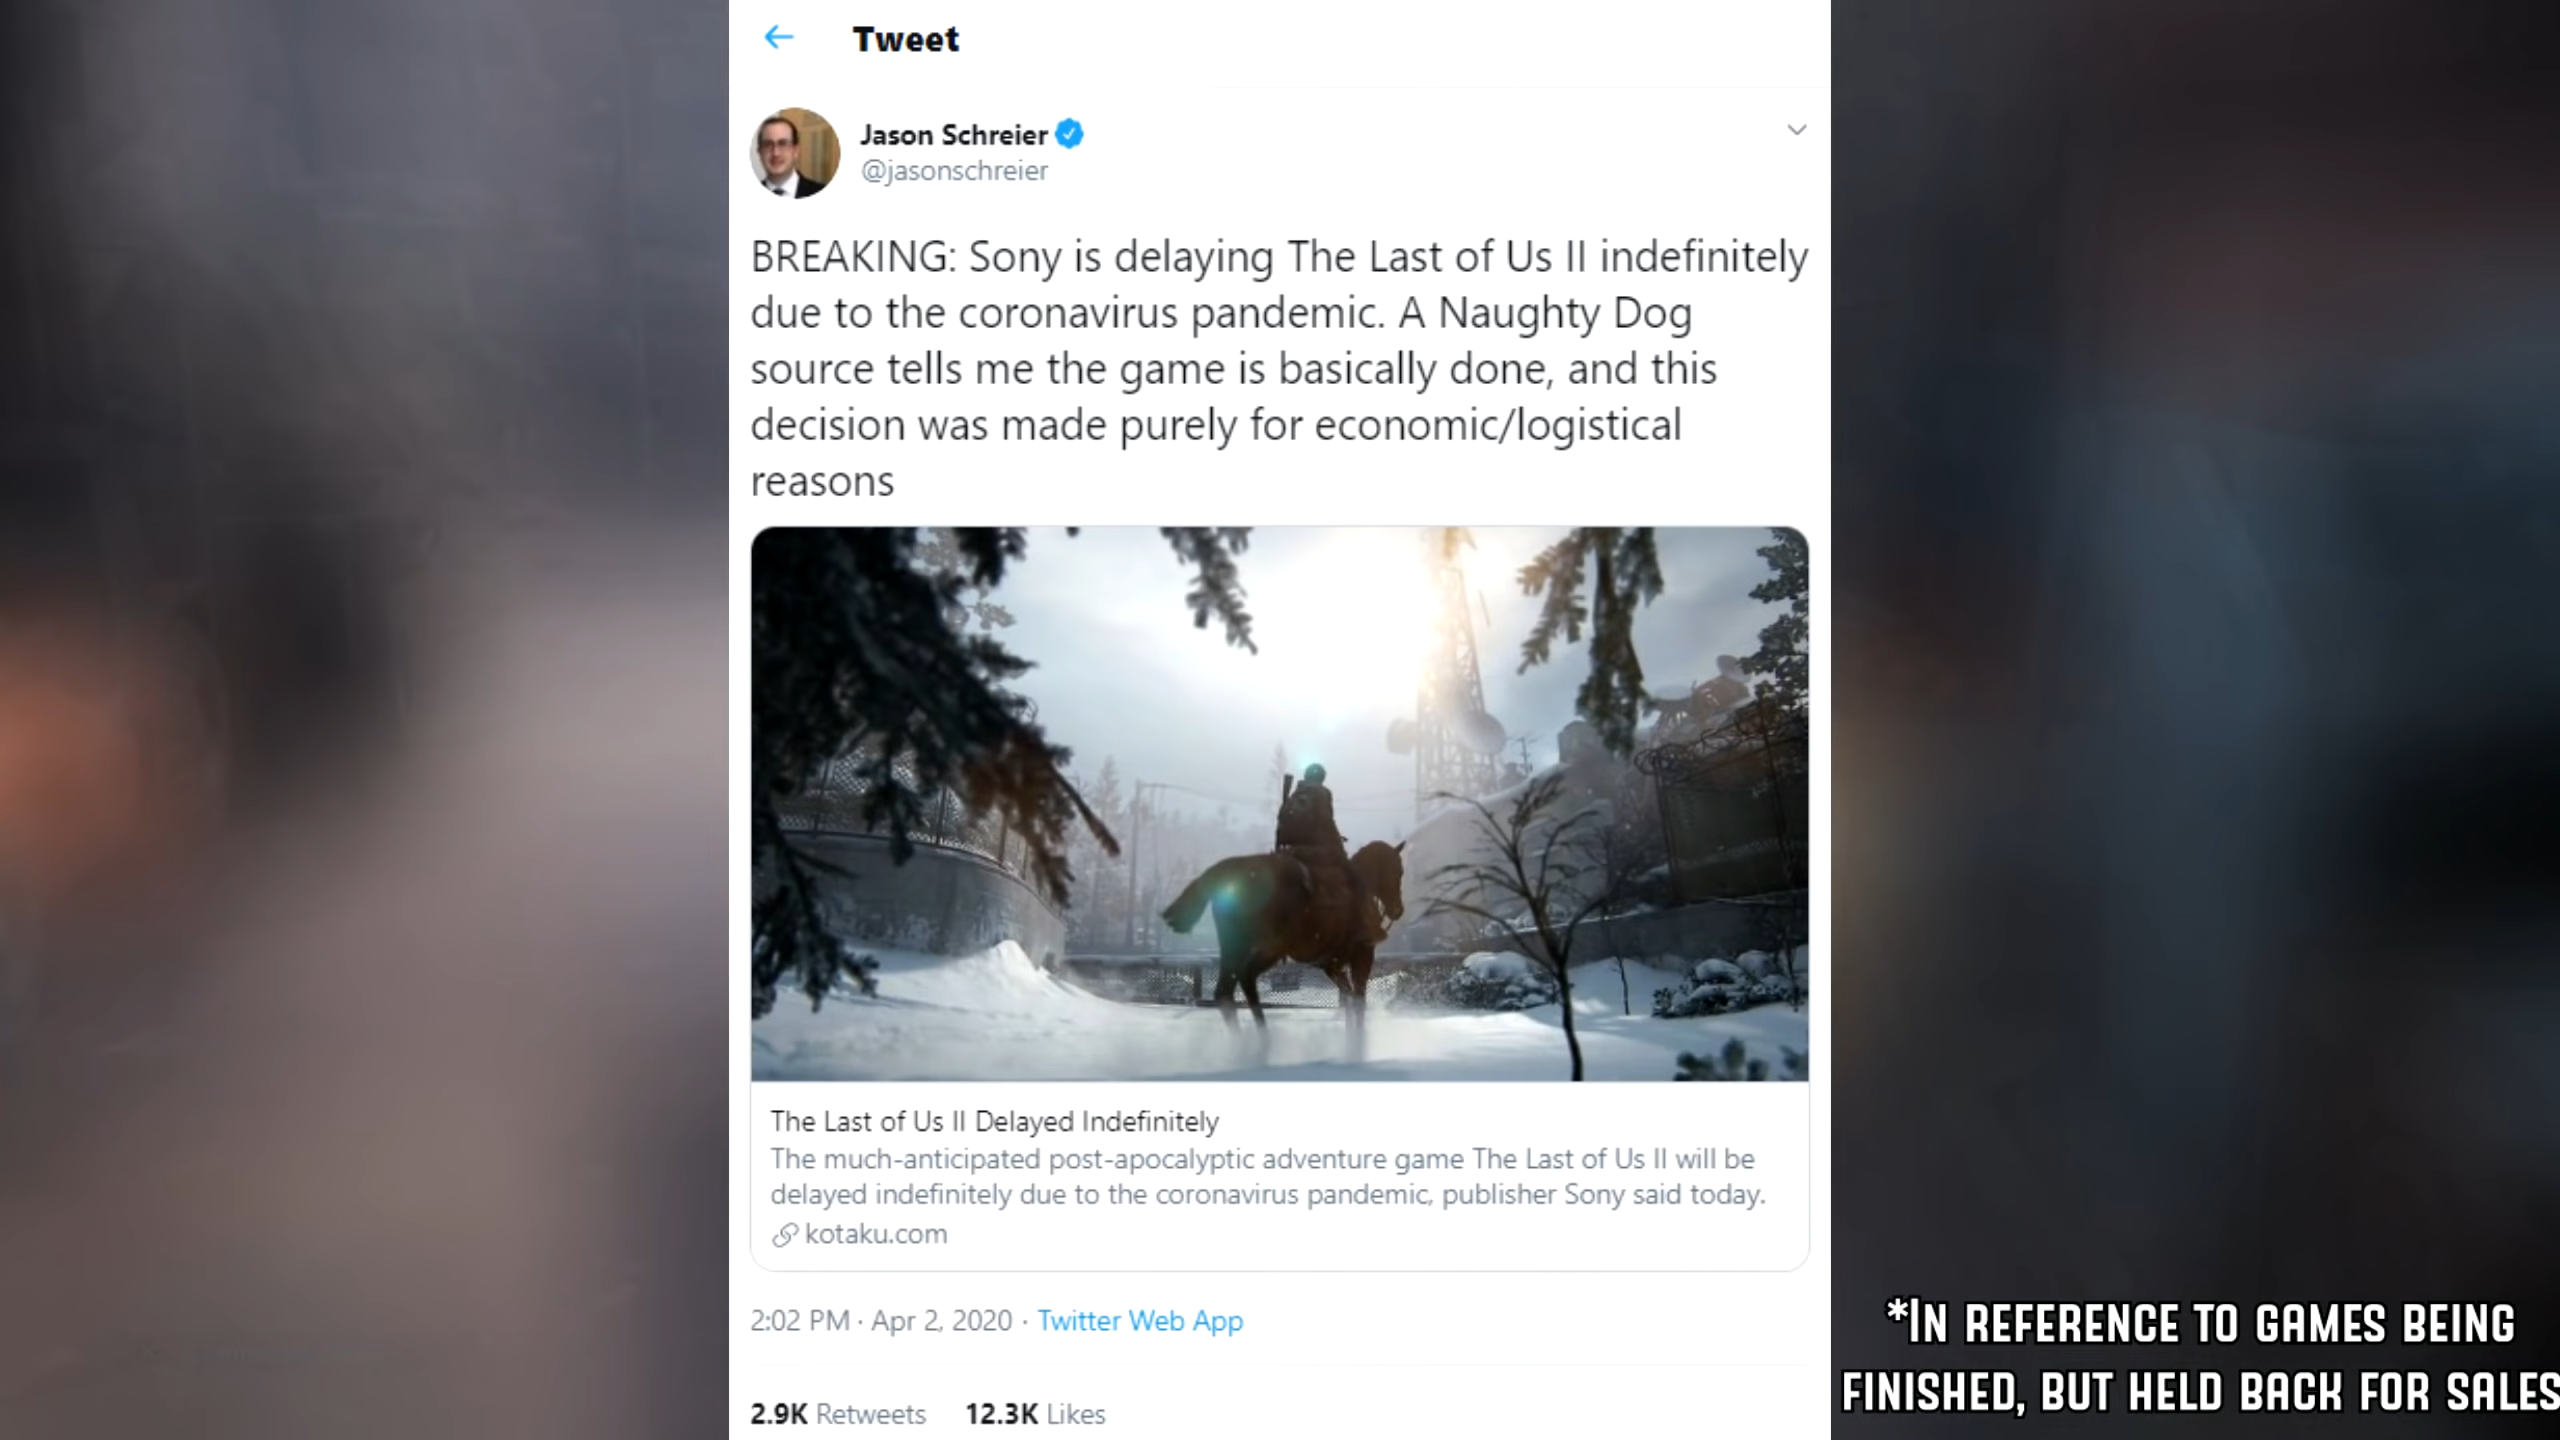 Tweet
Jason Schreier
@jasonschreier
BREAKING: Sony is delaying The Last of Us II indefinitely
due to the coronavirus pandemic. A Naughty Dog
source tells me the game is basically done, and this
decision was made purely for economic/logistical
reasons
The Last of Us II Delayed Indefinitely
The much-anticipated post-apocalyptic adventure game The Last of Us II will be
delayed indefinitely due to the coronavirus pandemic, publisher Sony said today.
kotaku.com
2:02 PM · Apr 2, 2020 · Twitter Web App
2.9K Retweets 12.3K Likes
*IN REFERENCE TO GAMES BEING
FINISHED, BUT HELD BACK FOR SALES